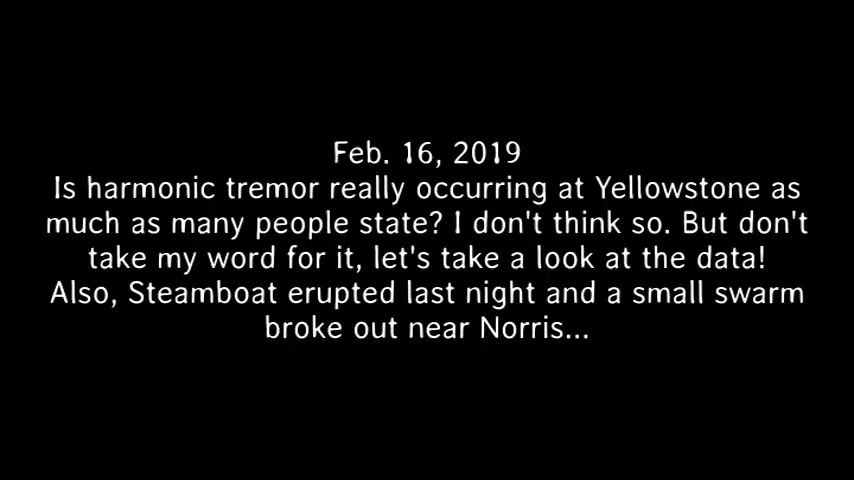 Feb. 16, 2019
Is harmonic tremor really occurring at Yellowstone as
much as many people state? I don't think so. But don't
take my word for it, let's take a look at the data!
Also, Steamboat erupted last night and a small swarm
broke out near Norris...